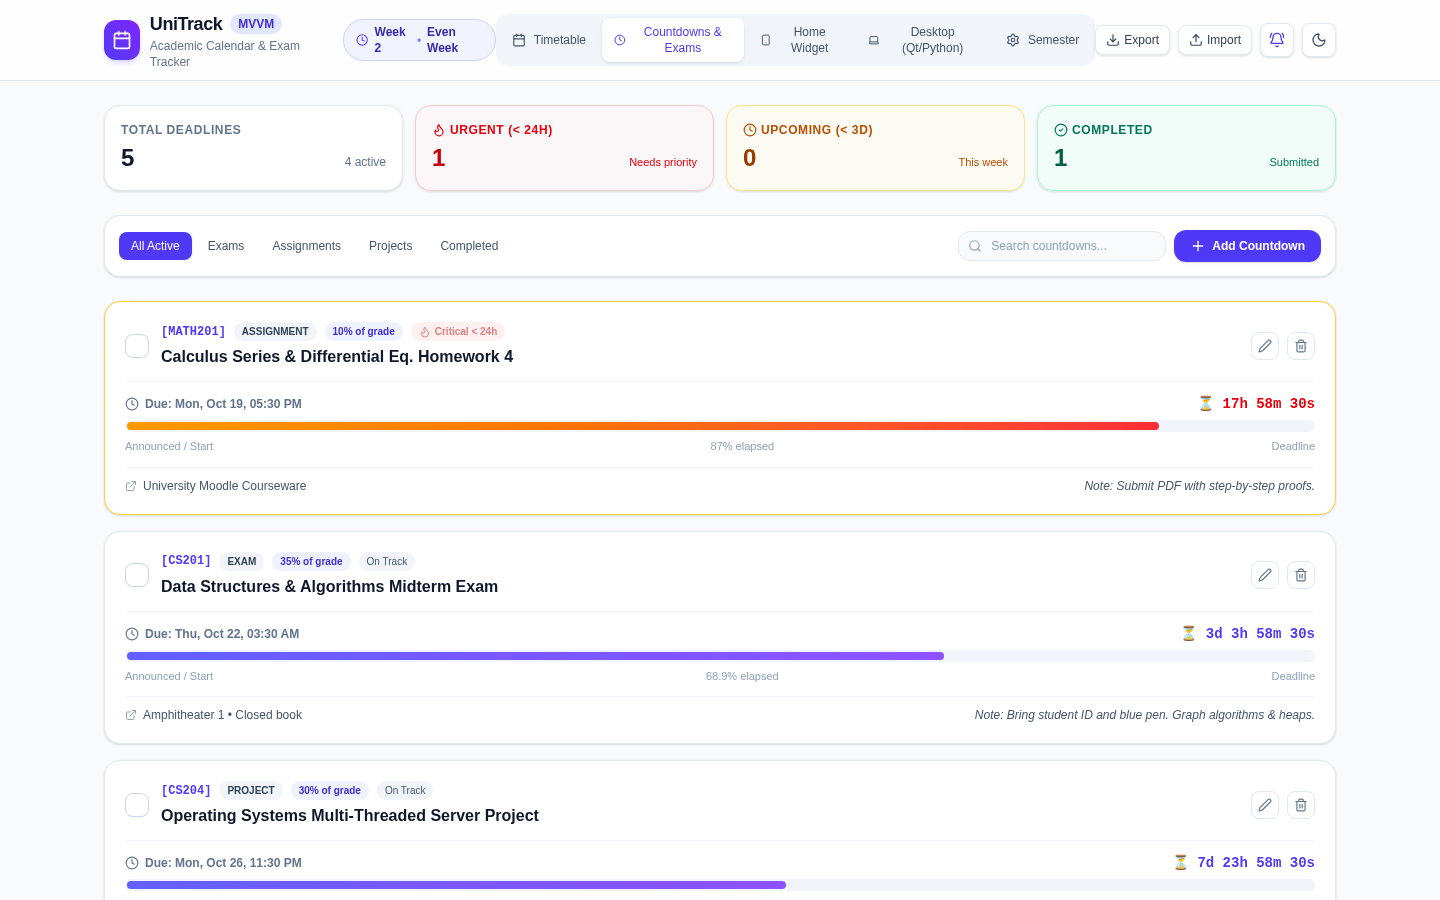 UniTrack MVVM
Academic Calendar & Exam
Tracker
Week
2
•
Even
Week
Timetable
Countdowns &
Exams
Home
Widget
Desktop
(Qt/Python)
Semester
Export
Import
TOTAL DEADLINES
5
4 active
URGENT (< 24H)
1
Needs priority
UPCOMING (< 3D)
0
This week
COMPLETED
1
Submitted
All Active
Exams
Assignments
Projects
Completed
Search countdowns...
Add Countdown
[MATH201] ASSIGNMENT 10% of grade Critical < 24h
Calculus Series & Differential Eq. Homework 4
Due: Mon, Oct 19, 05:30 PM
⏳ 17h 58m 30s
Announced / Start
87% elapsed
Deadline
University Moodle Courseware
Note: Submit PDF with step-by-step proofs.
[CS201] EXAM 35% of grade On Track
Data Structures & Algorithms Midterm Exam
Due: Thu, Oct 22, 03:30 AM
⏳ 3d 3h 58m 30s
Announced / Start
68.9% elapsed
Deadline
Amphitheater 1 • Closed book
Note: Bring student ID and blue pen. Graph algorithms & heaps.
[CS204] PROJECT 30% of grade On Track
Operating Systems Multi-Threaded Server Project
Due: Mon, Oct 26, 11:30 PM
⏳ 7d 23h 58m 30s